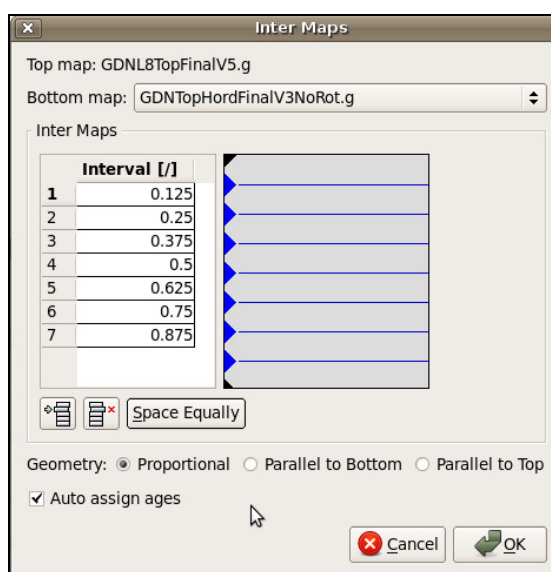 Inter Maps
Top map: GDNL8TopFinalV5.g
Bottom map: GDNTopHordFinalV3NoRot.g
Inter Maps
Interval [/]
1 0.125
2 0.25
3 0.375
4 0.5
5 0.625
6 0.75
7 0.875
Space Equally
Geometry: Proportional Parallel to Bottom Parallel to Top
Auto assign ages
Cancel OK